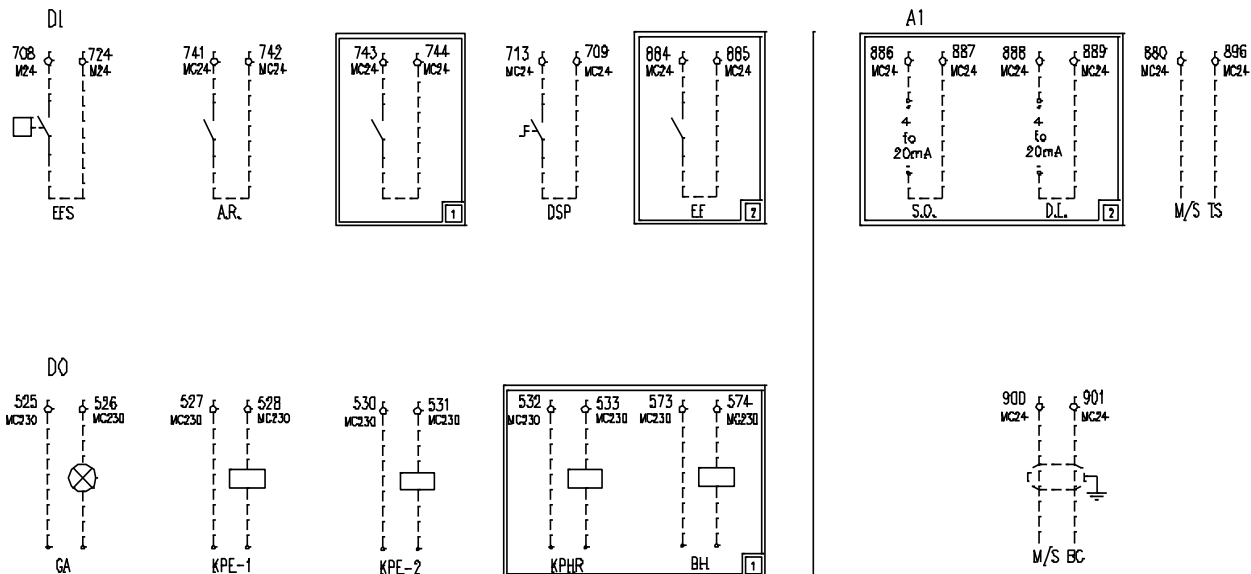 DI
A1
708 724 741 742 743 744 713 709 884 885 886 887 888 889 880 896
M24 M24 MC24 MC24 MC24 MC24 MC24 MC24 MC24 MC24 MC24 MC24 MC24 MC24 MC24 MC24
4 4
to to
20mA 20mA
EFS A.R. 1 DSP E.F 2 S.O. D.L. 2 M/S TS
DO
525 526 527 528 530 531 532 533 573 574 900 901
MC230 MC230 MC230 MC230 MC230 MC230 MC230 MC230 MC230 MC230 MC24 MC24
GA KPE-1 KPE-2 KPHR BH. 1 M/S BC